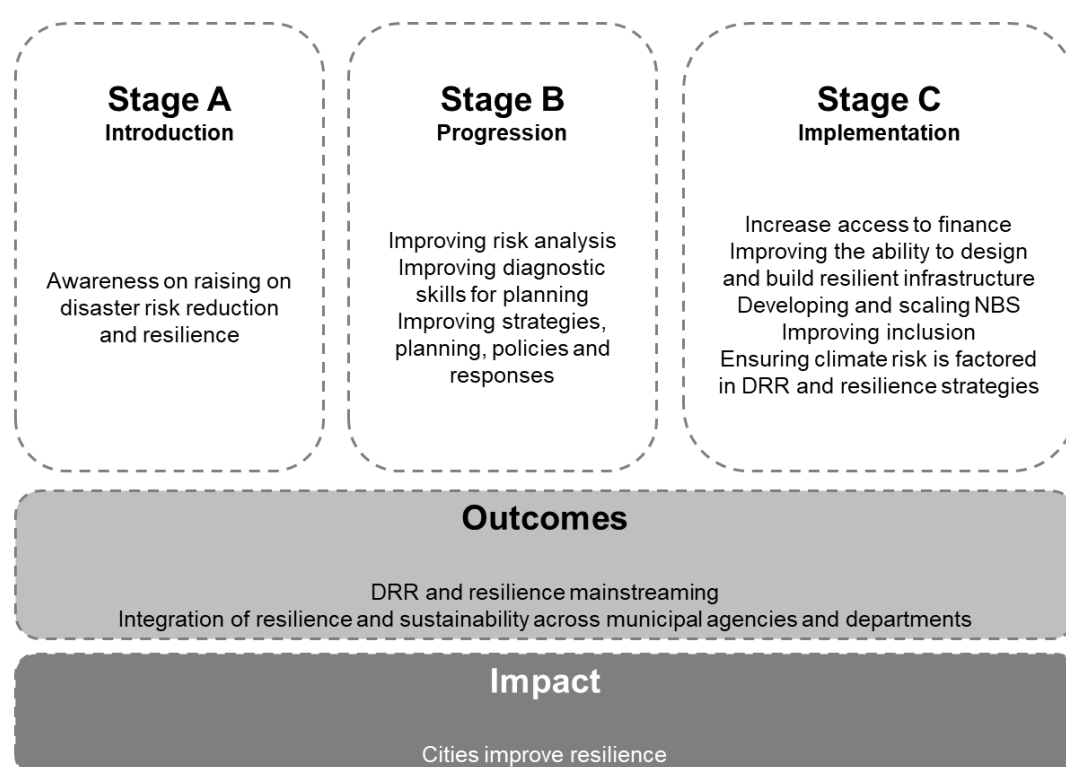 Stage A
Introduction
Awareness on raising on
disaster risk reduction
and resilience
Stage B
Progression
Improving risk analysis
Improving diagnostic
skills for planning
Improving strategies,
planning, policies and
responses
Stage C
Implementation
Increase access to finance
Improving the ability to design
and build resilient infrastructure
Developing and scaling NBS
Improving inclusion
Ensuring climate risk is factored
in DRR and resilience strategies
Outcomes
DRR and resilience mainstreaming
Integration of resilience and sustainability across municipal agencies and departments
Impact
Cities improve resilience